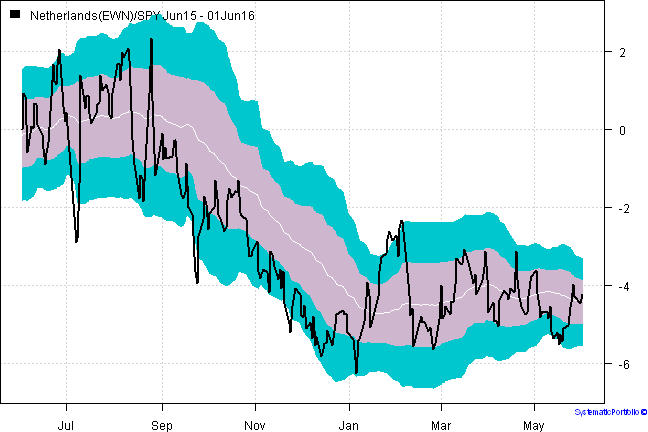 Netherlands(EWN)/SPY Jun15 - 01Jun16
2
0
-2
-4
-6
Jul Sep Nov Jan Mar May
SystematicPortfolio ©